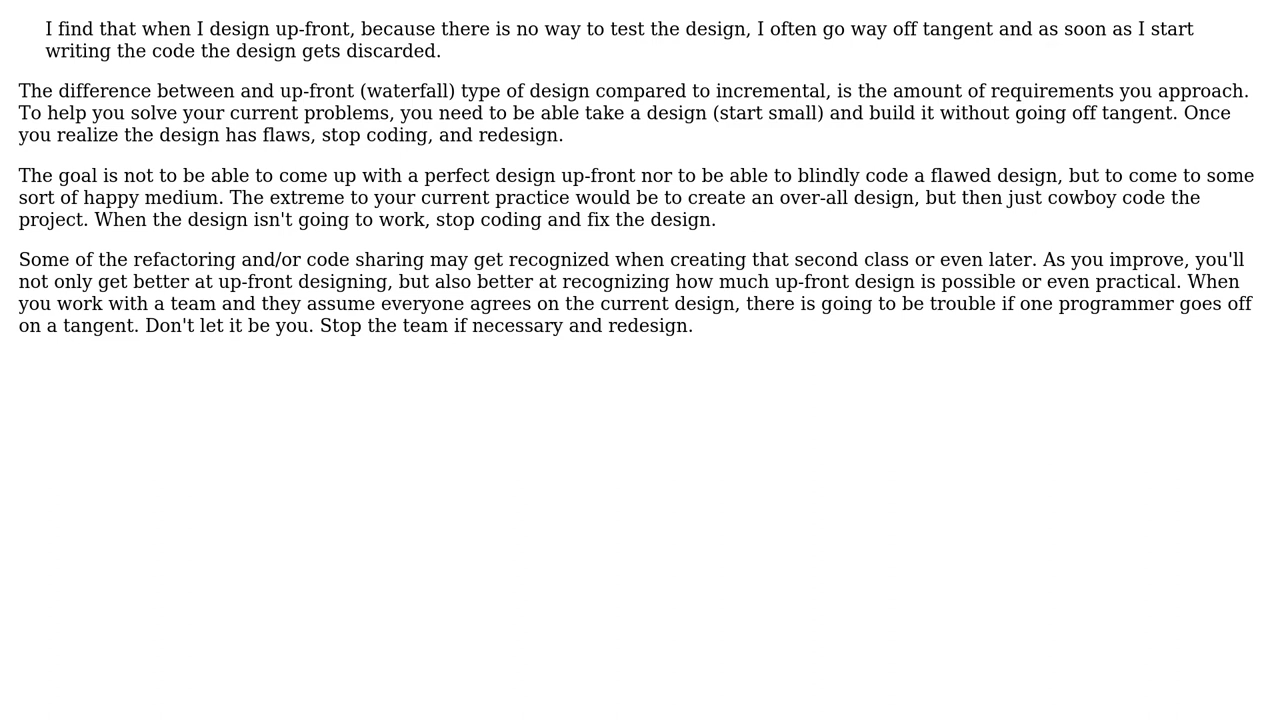 I find that when I design up-front, because there is no way to test the design, I often go way off tangent and as soon as I start
writing the code the design gets discarded.
The difference between and up-front (waterfall) type of design compared to incremental, is the amount of requirements you approach.
To help you solve your current problems, you need to be able take a design (start small) and build it without going off tangent. Once
you realize the design has flaws, stop coding, and redesign.
The goal is not to be able to come up with a perfect design up-front nor to be able to blindly code a flawed design, but to come to some
sort of happy medium. The extreme to your current practice would be to create an over-all design, but then just cowboy code the
project. When the design isn't going to work, stop coding and fix the design.
Some of the refactoring and/or code sharing may get recognized when creating that second class or even later. As you improve, you'll
not only get better at up-front designing, but also better at recognizing how much up-front design is possible or even practical. When
you work with a team and they assume everyone agrees on the current design, there is going to be trouble if one programmer goes off
on a tangent. Don't let it be you. Stop the team if necessary and redesign.